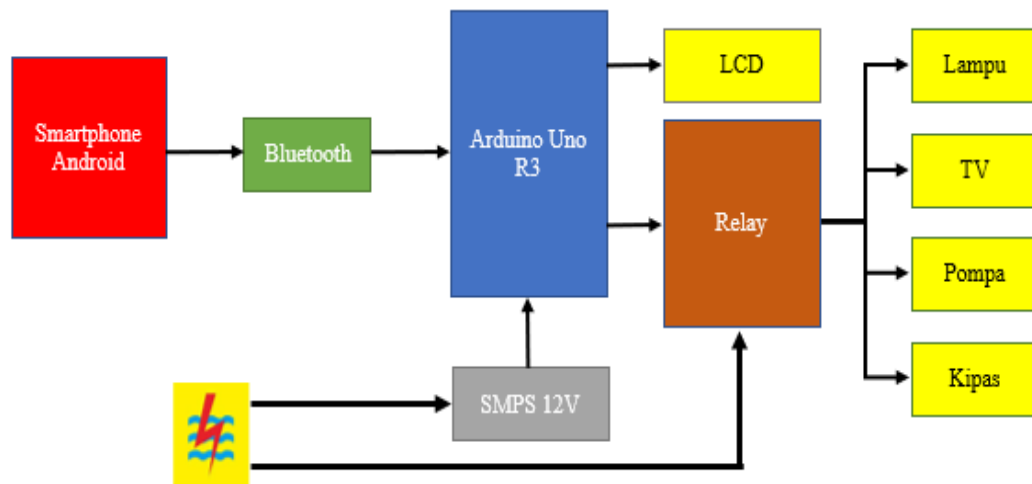 Smartphone
Android
Bluetooth
Arduino Uno
R3
LCD
Relay
Lampu
TV
Pompa
Kipas
SMPS 12V